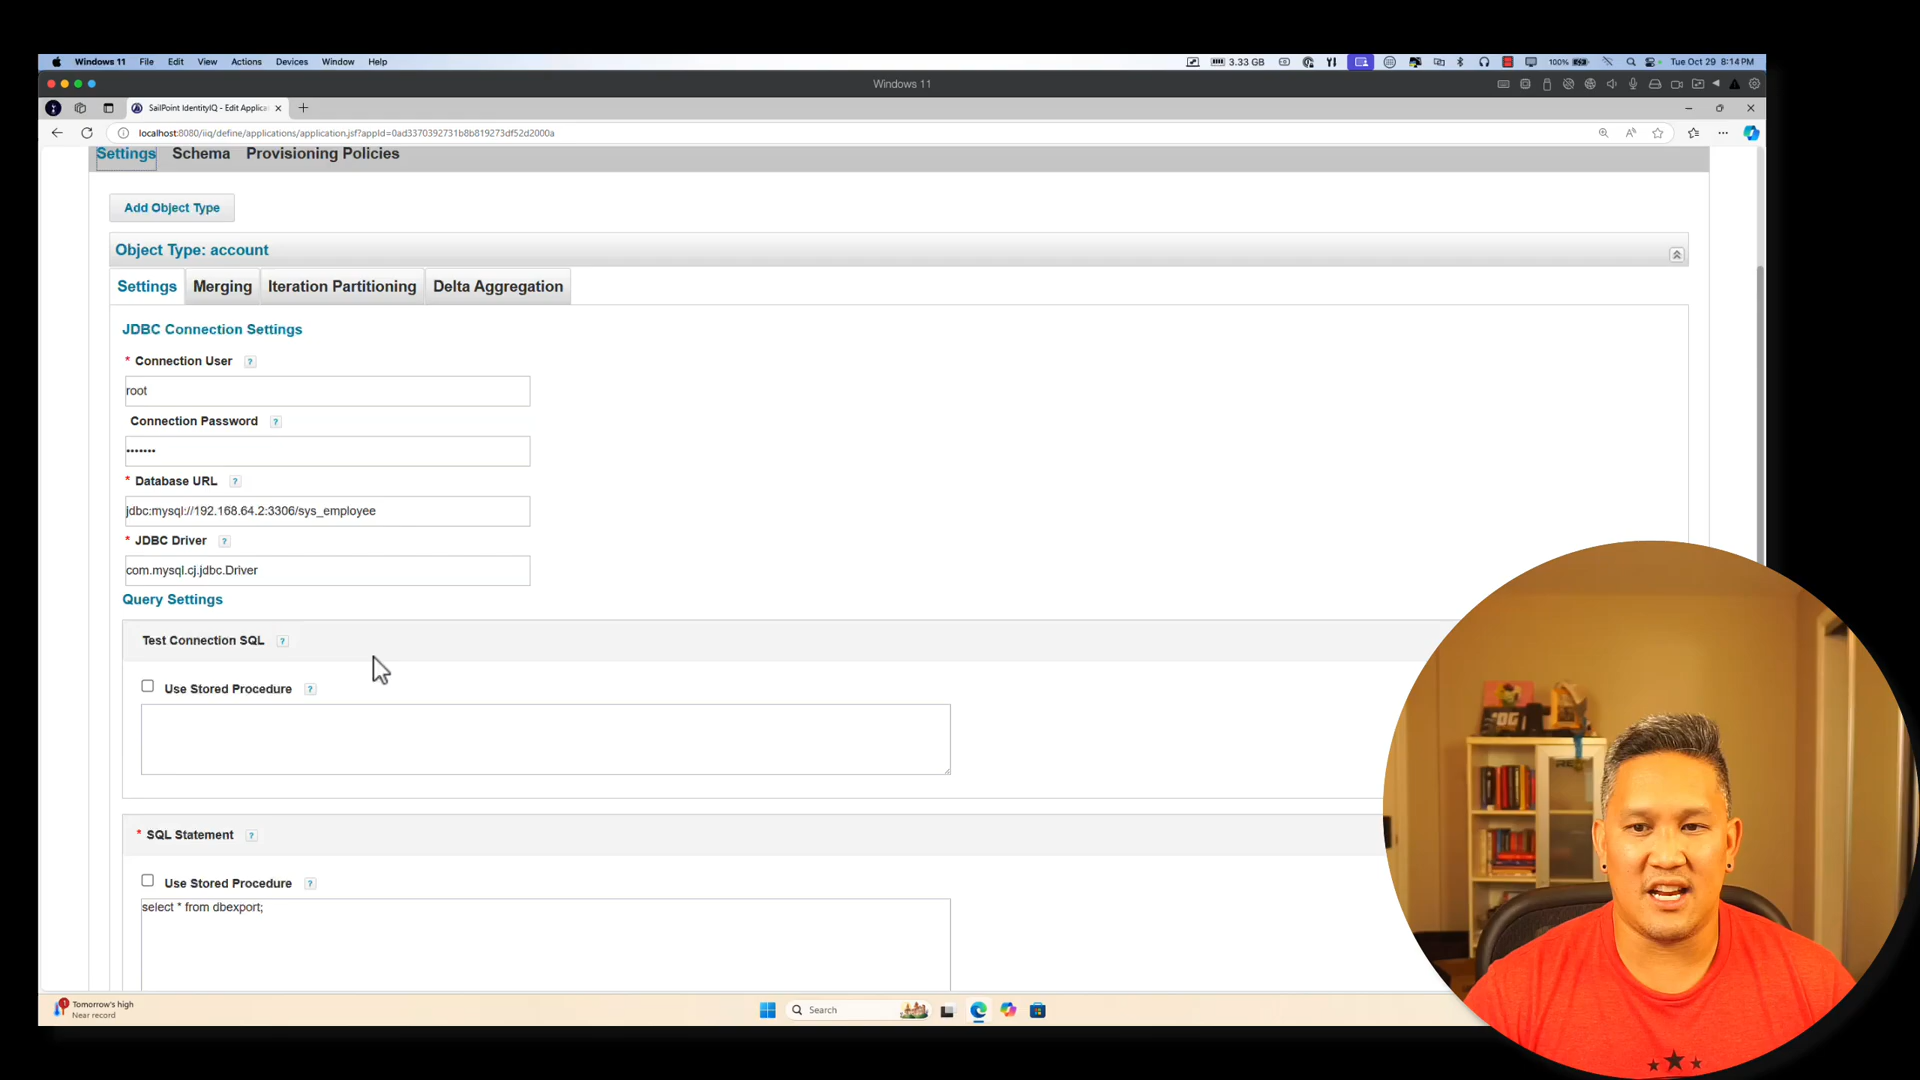 Windows 11 File Edit View Actions Devices Window Help 3.33 GB 100% Tue Oct 29 8:14 PM
Windows 11
SailPoint IdentityIQ - Edit Applica
localhost:8080/iiq/define/applications/application.jsf?appId=0ad3370392731b8b819273df52d2000a
Settings Schema Provisioning Policies
Add Object Type
Object Type: account
Settings Merging Iteration Partitioning Delta Aggregation
JDBC Connection Settings
* Connection User ?
root
Connection Password ?
•••••••
* Database URL ?
jdbc:mysql://192.168.64.2:3306/sys_employee
* JDBC Driver ?
com.mysql.cj.jdbc.Driver
Query Settings
Test Connection SQL ?
Use Stored Procedure ?
* SQL Statement ?
Use Stored Procedure ?
select * from dbexport;
1 Tomorrow's high
Near record
Search